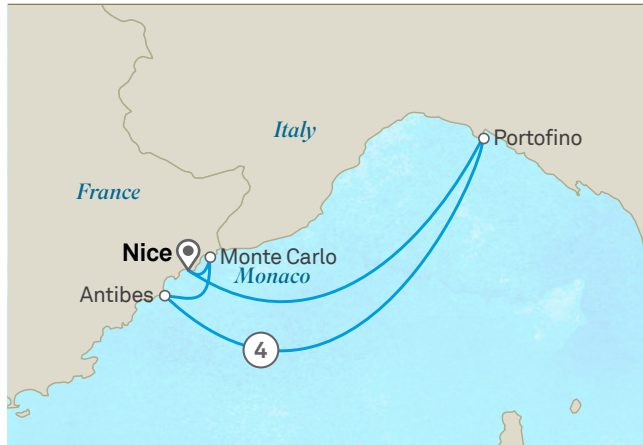 Italy
Portofino
France
Nice
Monte Carlo
Monaco
Antibes
4